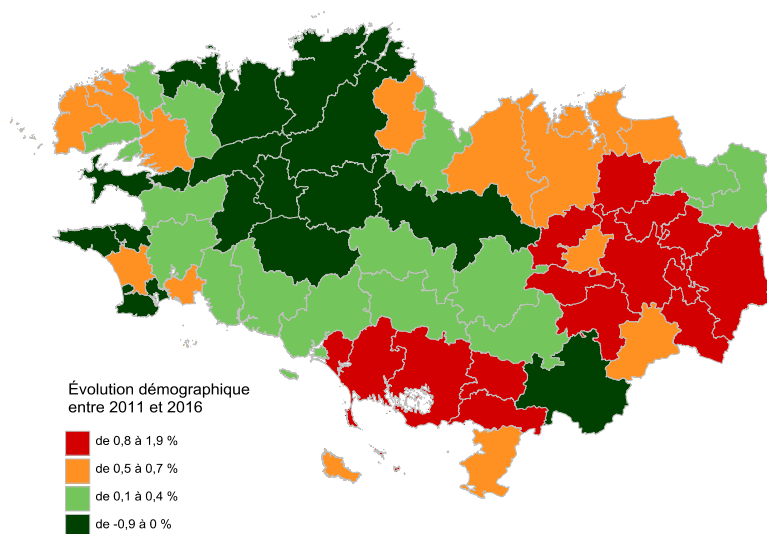 Évolution démographique
entre 2011 et 2016
de 0,8 à 1,9 %
de 0,5 à 0,7 %
de 0,1 à 0,4 %
de -0,9 à 0 %